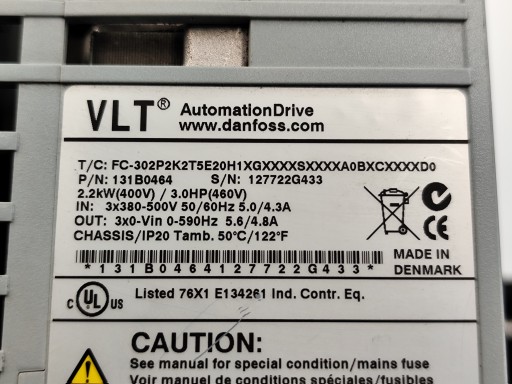 VLT® AutomationDrive
www.danfoss.com
T/C: FC-302P2K2T5E20H1XGXXXXSXXXXA0BXCXXXXD0
P/N: 131B0464 S/N: 127722G433
2.2kW(400V) / 3.0HP(460V)
IN: 3x380-500V 50/60Hz 5.0/4.3A
OUT: 3x0-Vin 0-590Hz 5.6/4.8A
CHASSIS/IP20 Tamb. 50°C/122°F
*131B0464127722G433*
MADE IN
DENMARK
c UL US Listed 76X1 E134261 Ind. Contr. Eq.
CAUTION:
See manual for special condition/mains fuse
Voir manuel de conditions spéciales/fusibles